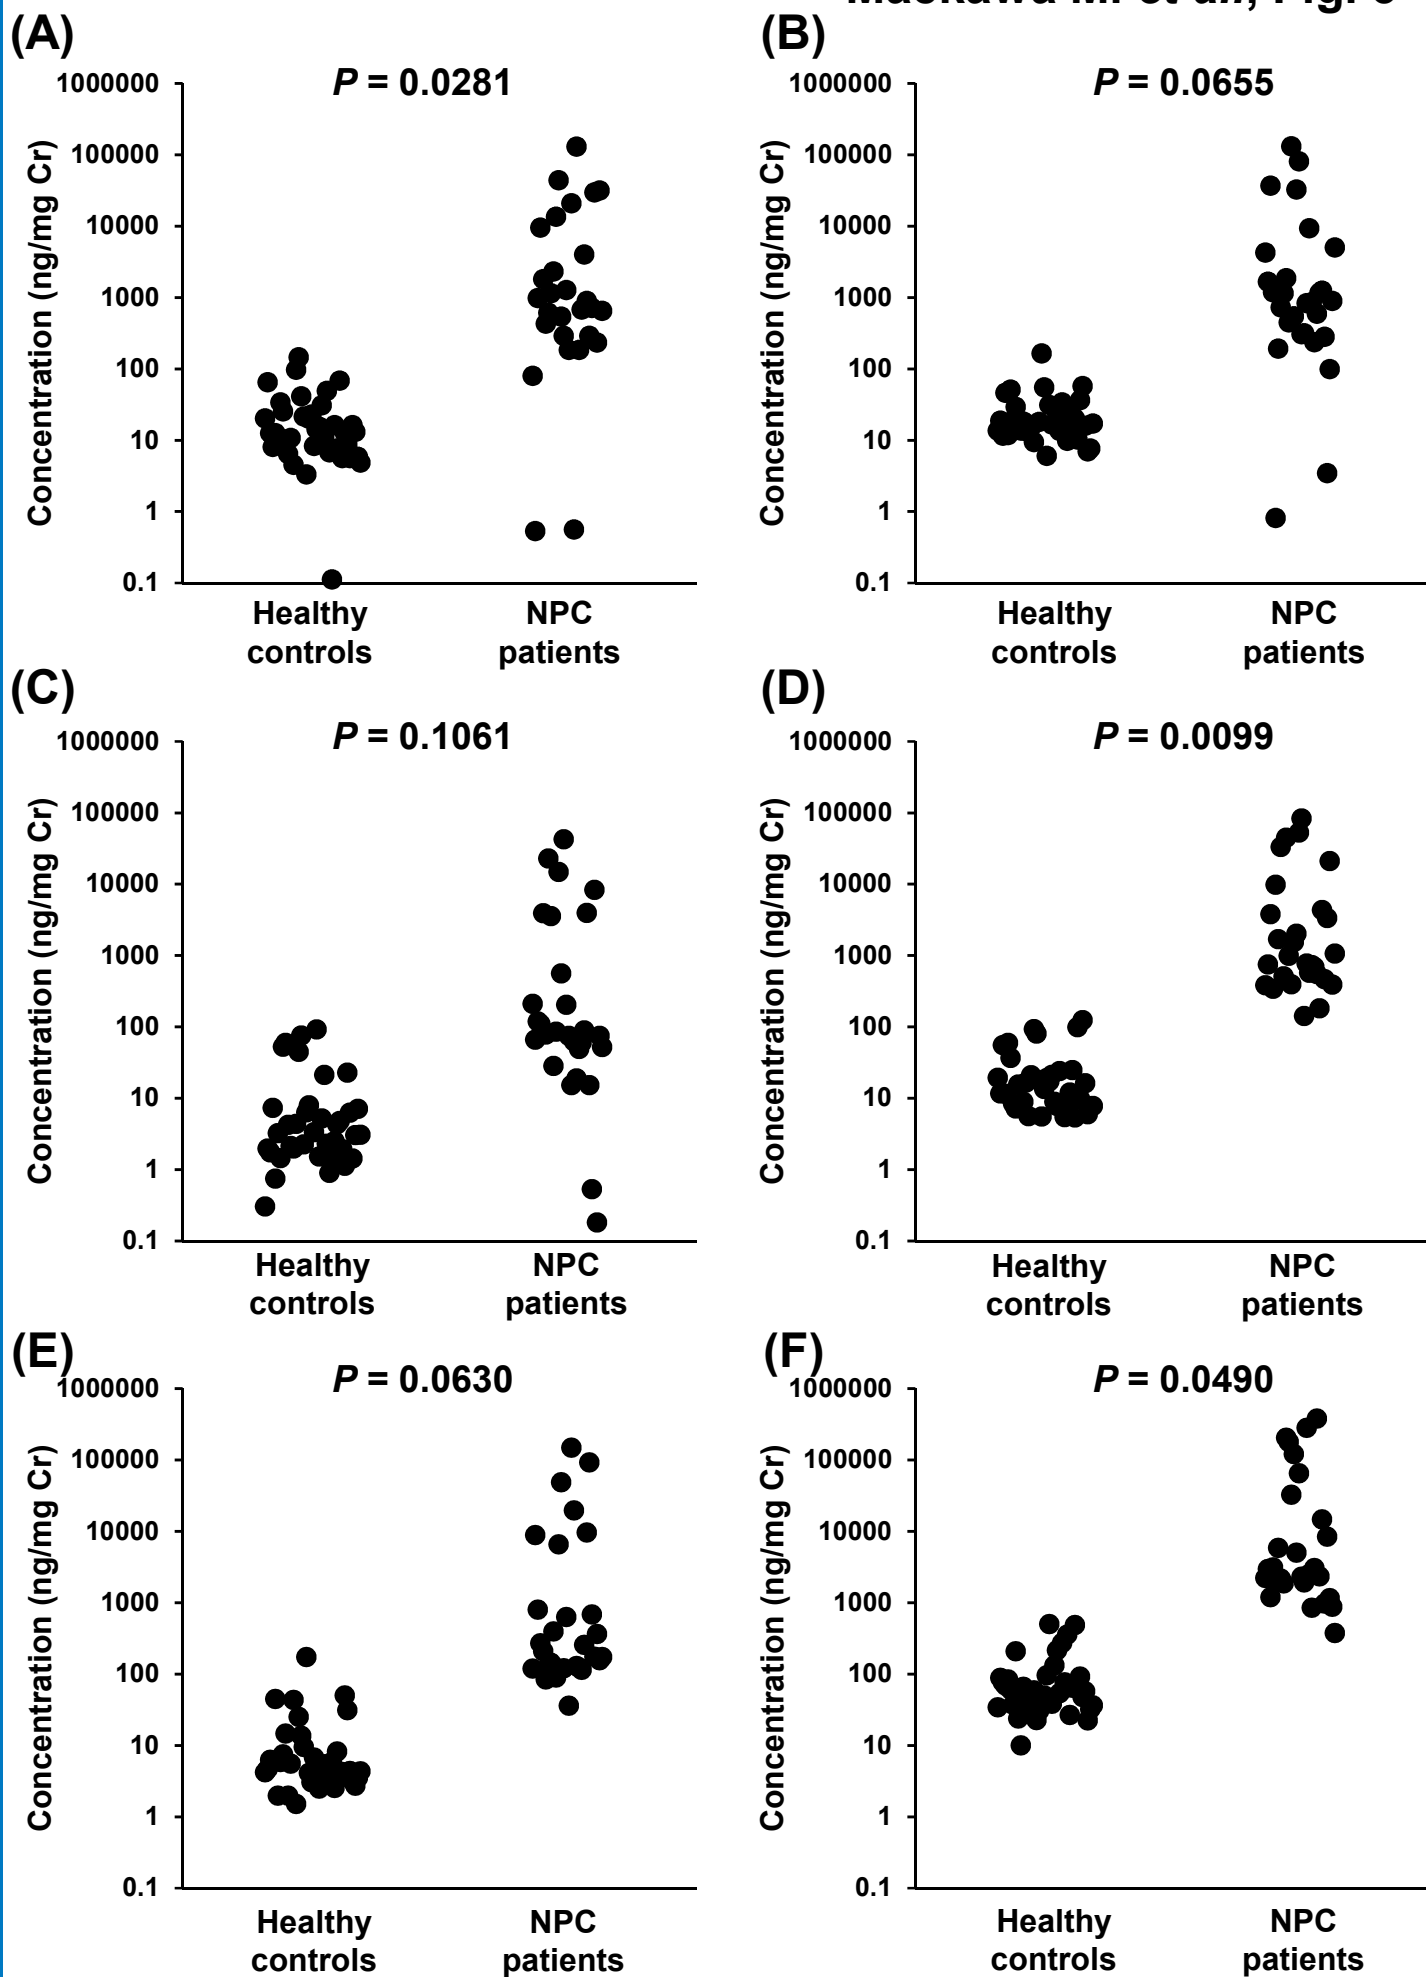 (A)
P = 0.0281
1000000
100000
10000
1000
100
10
1
0.1
Concentration (ng/mg Cr)
Healthy
controls
NPC
patients
(B)
P = 0.0655
1000000
100000
10000
1000
100
10
1
0.1
Concentration (ng/mg Cr)
Healthy
controls
NPC
patients
(C)
P = 0.1061
1000000
100000
10000
1000
100
10
1
0.1
Concentration (ng/mg Cr)
Healthy
controls
NPC
patients
(D)
P = 0.0099
1000000
100000
10000
1000
100
10
1
0.1
Concentration (ng/mg Cr)
Healthy
controls
NPC
patients
(E)
P = 0.0630
1000000
100000
10000
1000
100
10
1
0.1
Concentration (ng/mg Cr)
Healthy
controls
NPC
patients
(F)
P = 0.0490
1000000
100000
10000
1000
100
10
1
0.1
Concentration (ng/mg Cr)
Healthy
controls
NPC
patients